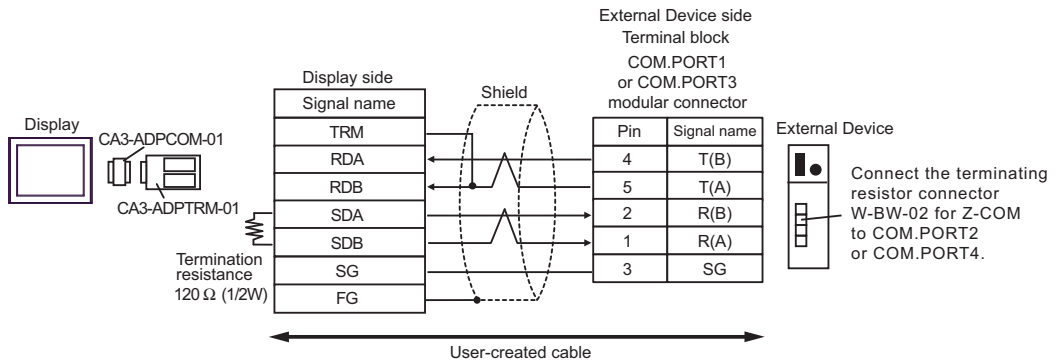 External Device side
Terminal block
COM.PORT1
or COM.PORT3
modular connector
Display side
Shield
Signal name
Display
CA3-ADPCOM-01
CA3-ADPTRM-01
TRM
RDA
RDB
SDA
SDB
SG
FG
Termination
resistance
120 Ω (1/2W)
Pin Signal name
4 T(B)
5 T(A)
2 R(B)
1 R(A)
3 SG
External Device
Connect the terminating
resistor connector
W-BW-02 for Z-COM
to COM.PORT2
or COM.PORT4.
User-created cable